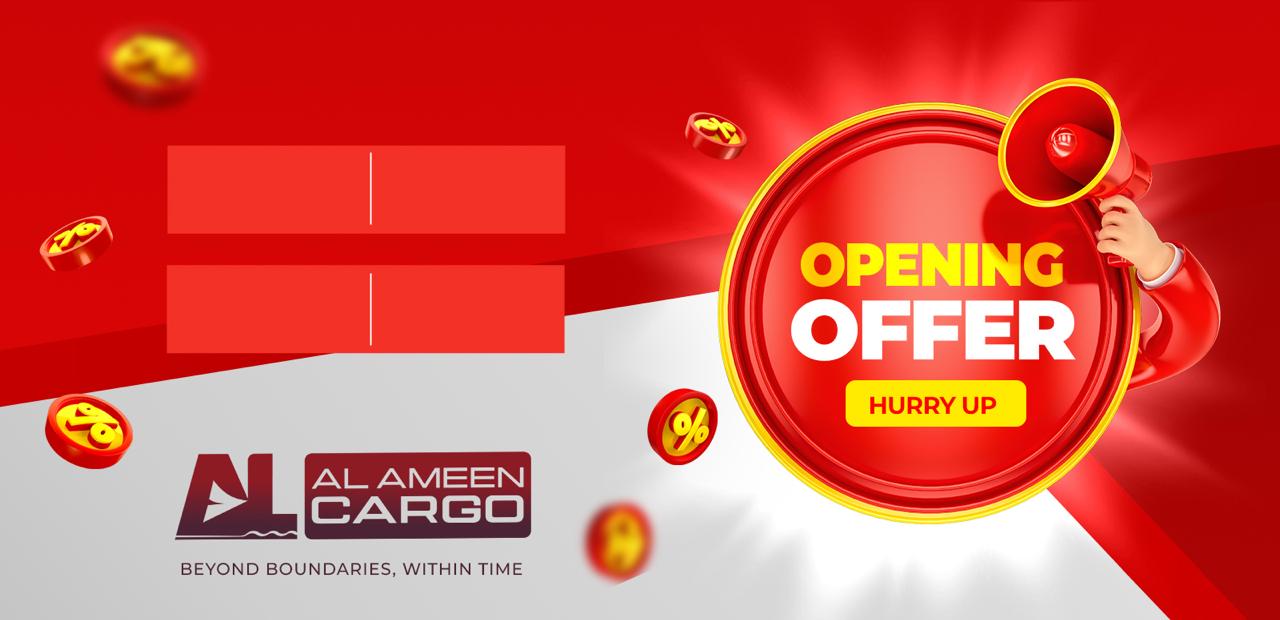 OPENING
OFFER
HURRY UP
AL AL AMEEN
CARGO
BEYOND BOUNDARIES, WITHIN TIME
%
%
%
%